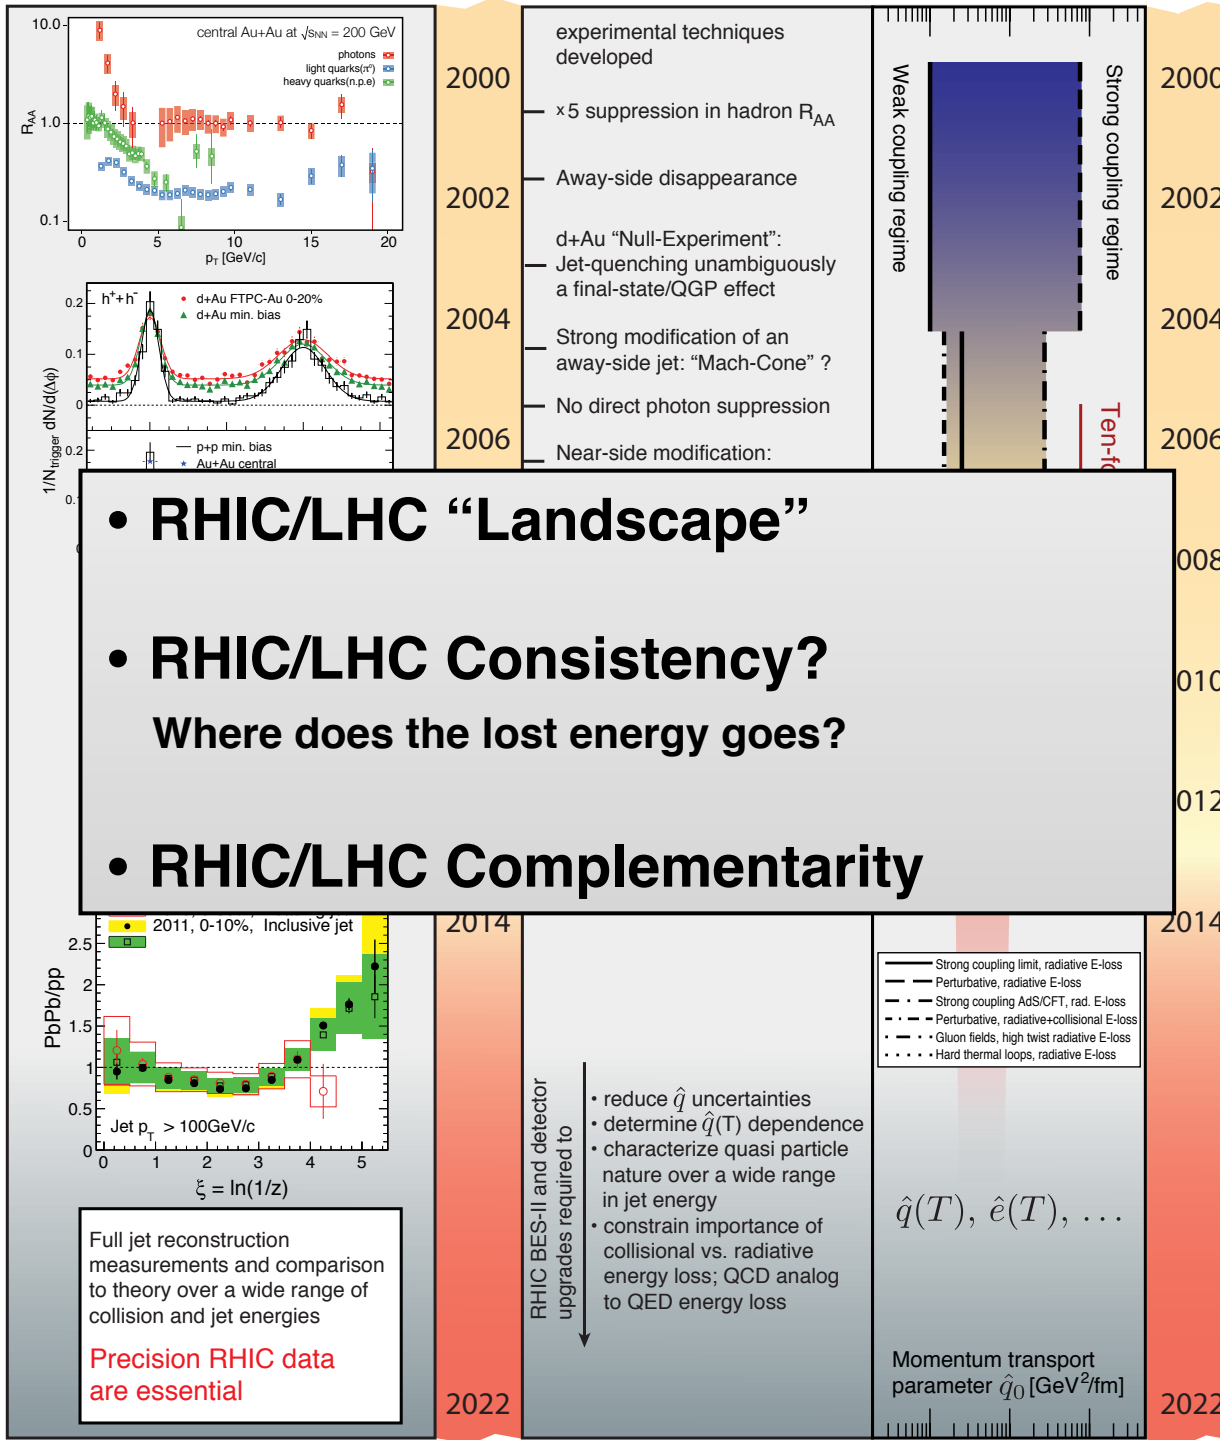 10.0
central Au+Au at √sNN = 200 GeV
photons
light quarks(π⁰)
heavy quarks(n.p.e)
1.0
0.1
RAA
0 5 10 15 20
pT [GeV/c]
h⁺+h⁻
d+Au FTPC-Au 0-20%
d+Au min. bias
0.2
0.1
0
p+p min. bias
Au+Au central
0.2
0.1
1/Ntrigger dN/d(Δϕ)
2000
2002
2004
2006
experimental techniques
developed
×5 suppression in hadron RAA
Away-side disappearance
d+Au “Null-Experiment”:
Jet-quenching unambiguously
a final-state/QGP effect
Strong modification of an
away-side jet: “Mach-Cone” ?
No direct photon suppression
Near-side modification:
Weak coupling regime
Strong coupling regime
Ten-fo
2000
2002
2004
2006
008
010
012
• RHIC/LHC “Landscape”
• RHIC/LHC Consistency?
Where does the lost energy goes?
• RHIC/LHC Complementarity
2011, 0-10%, Inclusive jet
2.5
2
1.5
1
0.5
0
PbPb/pp
Jet pT > 100GeV/c
0 1 2 3 4 5
ξ = ln(1/z)
Full jet reconstruction
measurements and comparison
to theory over a wide range of
collision and jet energies
Precision RHIC data
are essential
2014
2022
RHIC BES-II and detector
upgrades required to
• reduce q̂ uncertainties
• determine q̂(T) dependence
• characterize quasi particle
nature over a wide range
in jet energy
• constrain importance of
collisional vs. radiative
energy loss; QCD analog
to QED energy loss
Strong coupling limit, radiative E-loss
Perturbative, radiative E-loss
Strong coupling AdS/CFT, rad. E-loss
Perturbative, radiative+collisional E-loss
Gluon fields, high twist radiative E-loss
Hard thermal loops, radiative E-loss
q̂(T), ê(T), ...
Momentum transport
parameter q̂₀ [GeV²/fm]
2014
2022